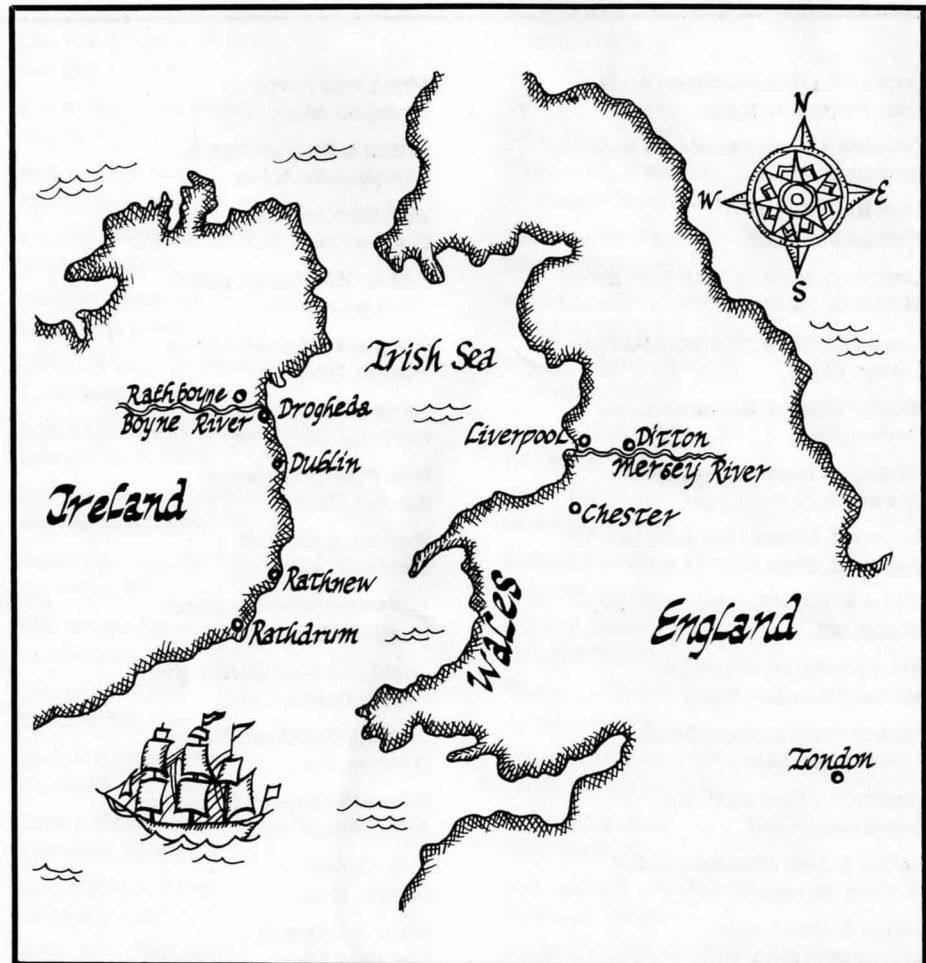 N
W
E
S
Irish Sea
Rathboyne
Boyne River
Drogheda
Liverpool
Ditton
Mersey River
Dublin
Chester
Ireland
Rathnew
Rathdrum
Wales
England
London